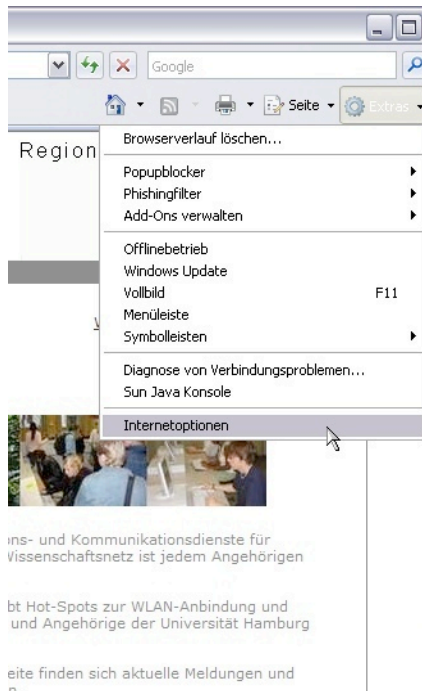 Google
Seite
Extras
Region
Browserverlauf löschen...
Popupblocker
Phishingfilter
Add-Ons verwalten
Offlinebetrieb
Windows Update
Vollbild F11
Menüleiste
Symbolleisten
Diagnose von Verbindungsproblemen...
Sun Java Konsole
Internetoptionen
ons- und Kommunikationsdienste für
Wissenschaftsnetz ist jedem Angehörigen
bt Hot-Spots zur WLAN-Anbindung und
und Angehörige der Universität Hamburg
eite finden sich aktuelle Meldungen und